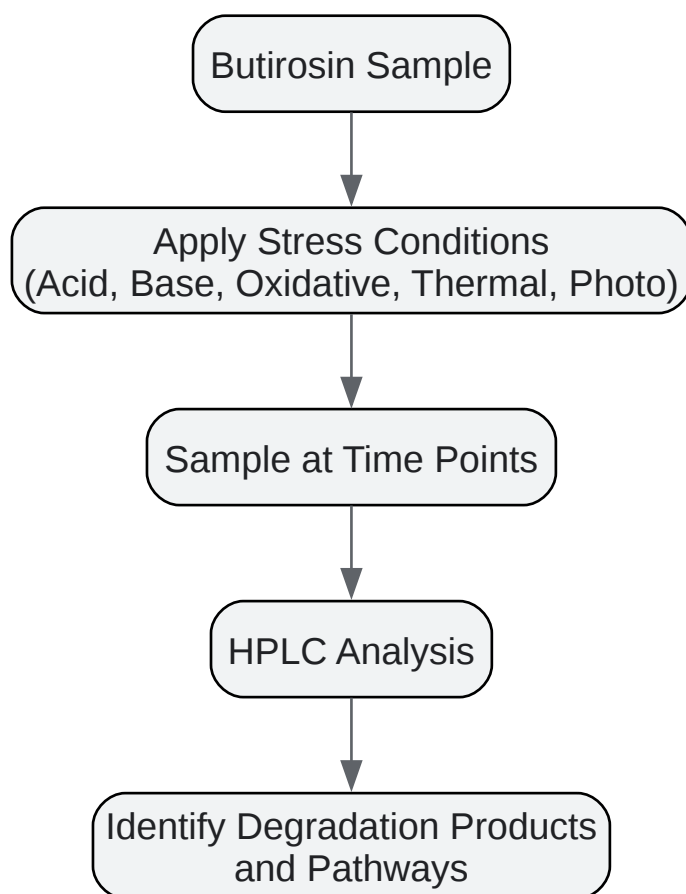 Butirosin Sample
Apply Stress Conditions
(Acid, Base, Oxidative, Thermal, Photo)
Sample at Time Points
HPLC Analysis
Identify Degradation Products
and Pathways